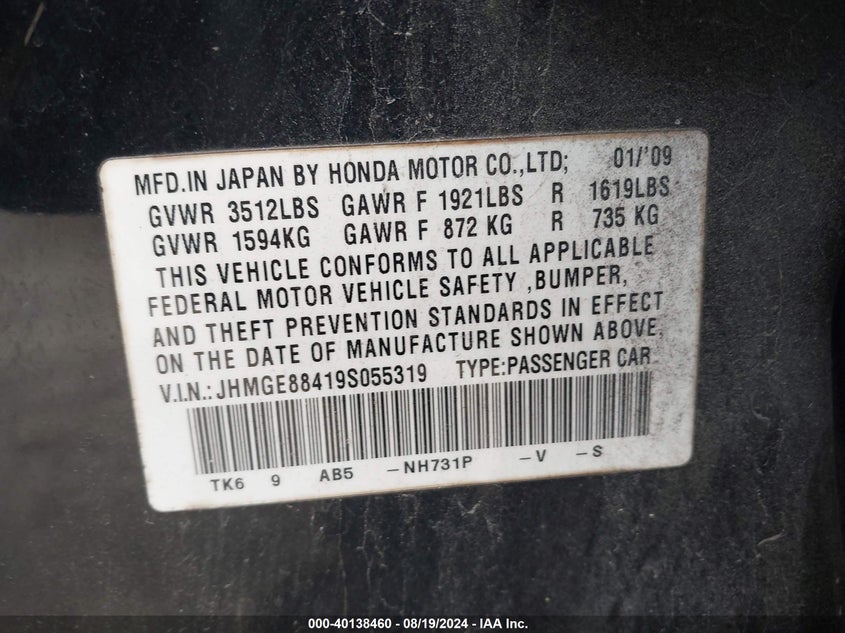 MFD.IN JAPAN BY HONDA MOTOR CO.,LTD; 01/'09
GVWR 3512LBS GAWR F 1921LBS R 1619LBS
GVWR 1594KG GAWR F 872 KG R 735 KG
THIS VEHICLE CONFORMS TO ALL APPLICABLE
FEDERAL MOTOR VEHICLE SAFETY ,BUMPER,
AND THEFT PREVENTION STANDARDS IN EFFECT
ON THE DATE OF MANUFACTURE SHOWN ABOVE.
V.I.N.:JHMGE88419S055319 TYPE:PASSENGER CAR
TK6 9 AB5 -NH731P -V -S
000-40138460 - 08/19/2024 - IAA Inc.